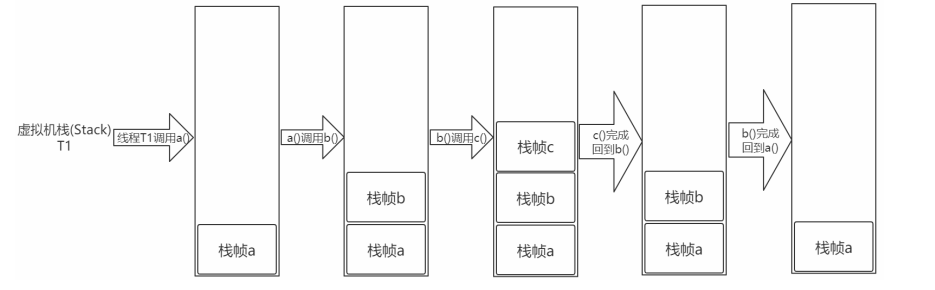 虚拟机栈(Stack)
T1
线程T1调用a()
栈帧a
a()调用b()
栈帧b
栈帧a
b()调用c()
栈帧c
栈帧b
栈帧a
c()完成
回到b()
栈帧b
栈帧a
b()完成
回到a()
栈帧a